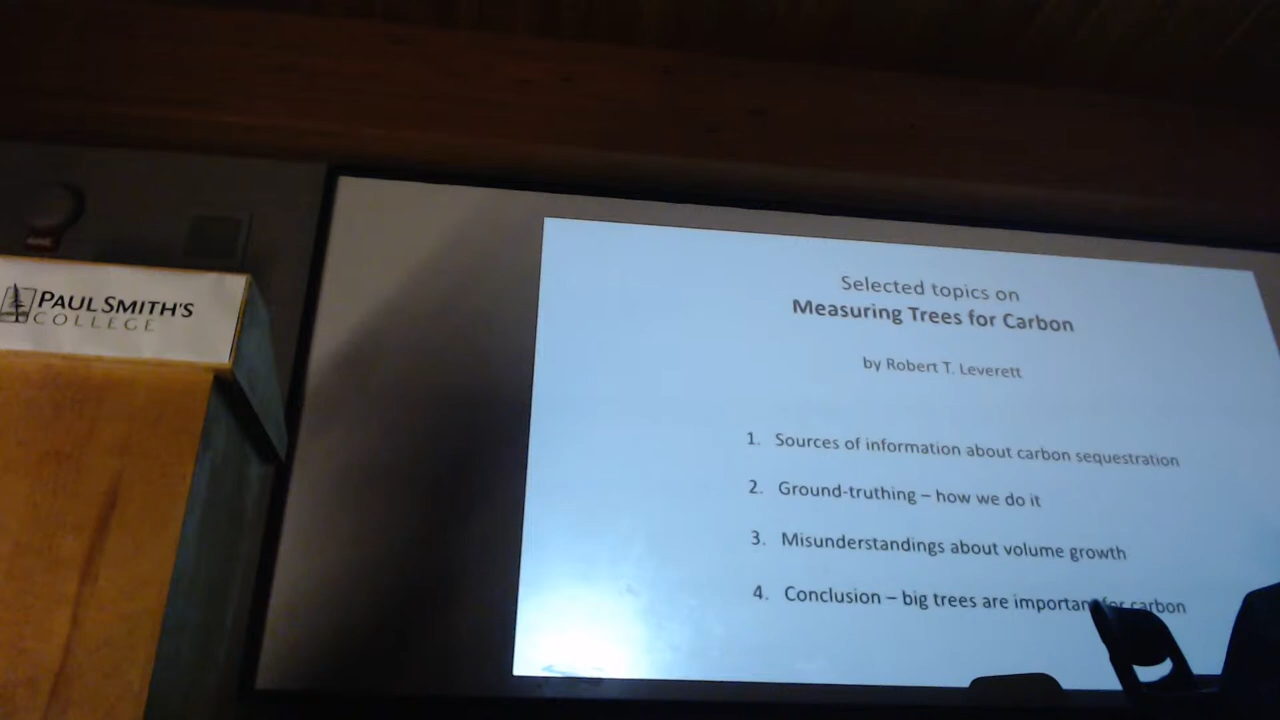 PAUL SMITH'S
COLLEGE
Selected topics on
Measuring Trees for Carbon
by Robert T. Leverett
1. Sources of information about carbon sequestration
2. Ground-truthing – how we do it
3. Misunderstandings about volume growth
4. Conclusion – big trees are important for carbon